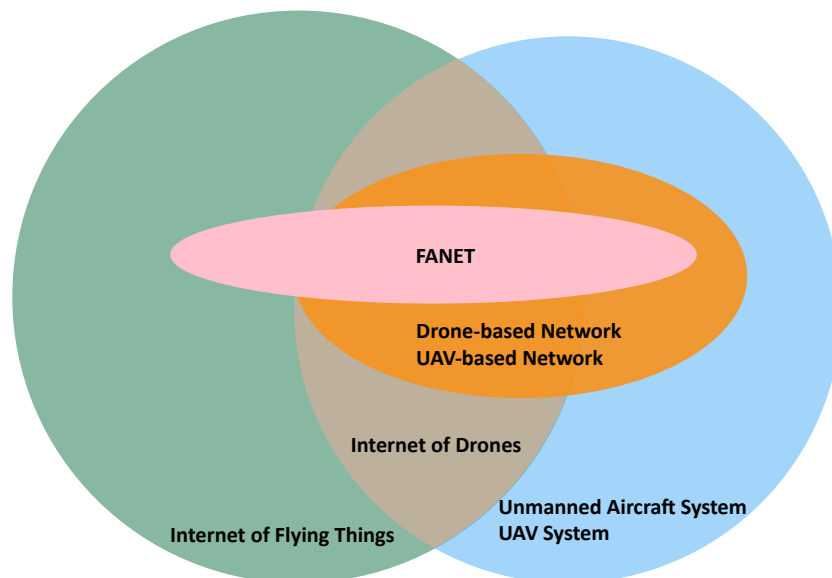 FANET
Drone-based Network
UAV-based Network
Internet of Drones
Unmanned Aircraft System
UAV System
Internet of Flying Things